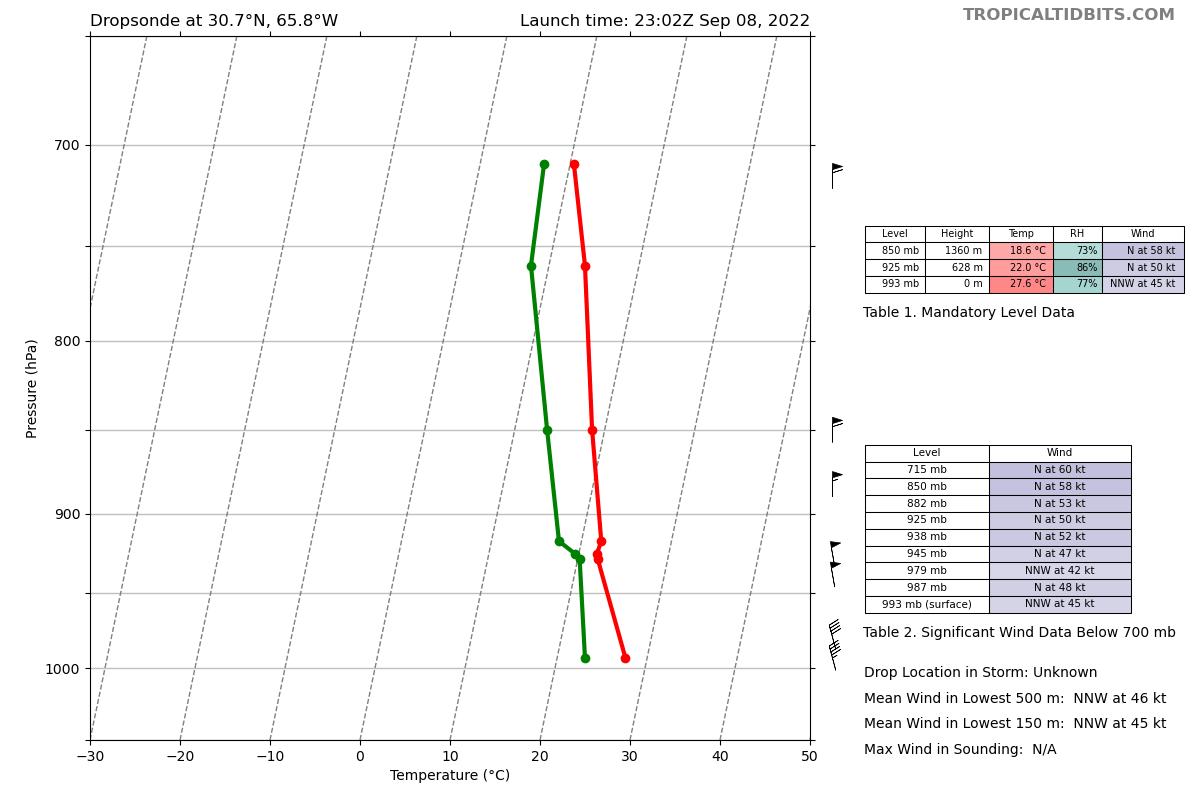 Dropsonde at 30.7°N, 65.8°W
Launch time: 23:02Z Sep 08, 2022
TROPICALTIDBITS.COM
700
800
900
1000
Pressure (hPa)
−30 −20 −10 0 10 20 30 40 50
Temperature (°C)
Level Height Temp RH Wind
850 mb 1360 m 18.6 °C 73% N at 58 kt
925 mb 628 m 22.0 °C 86% N at 50 kt
993 mb 0 m 27.6 °C 77% NNW at 45 kt
Table 1. Mandatory Level Data
Level Wind
715 mb N at 60 kt
850 mb N at 58 kt
882 mb N at 53 kt
925 mb N at 50 kt
938 mb N at 52 kt
945 mb N at 47 kt
979 mb NNW at 42 kt
987 mb N at 48 kt
993 mb (surface) NNW at 45 kt
Table 2. Significant Wind Data Below 700 mb
Drop Location in Storm: Unknown
Mean Wind in Lowest 500 m: NNW at 46 kt
Mean Wind in Lowest 150 m: NNW at 45 kt
Max Wind in Sounding: N/A